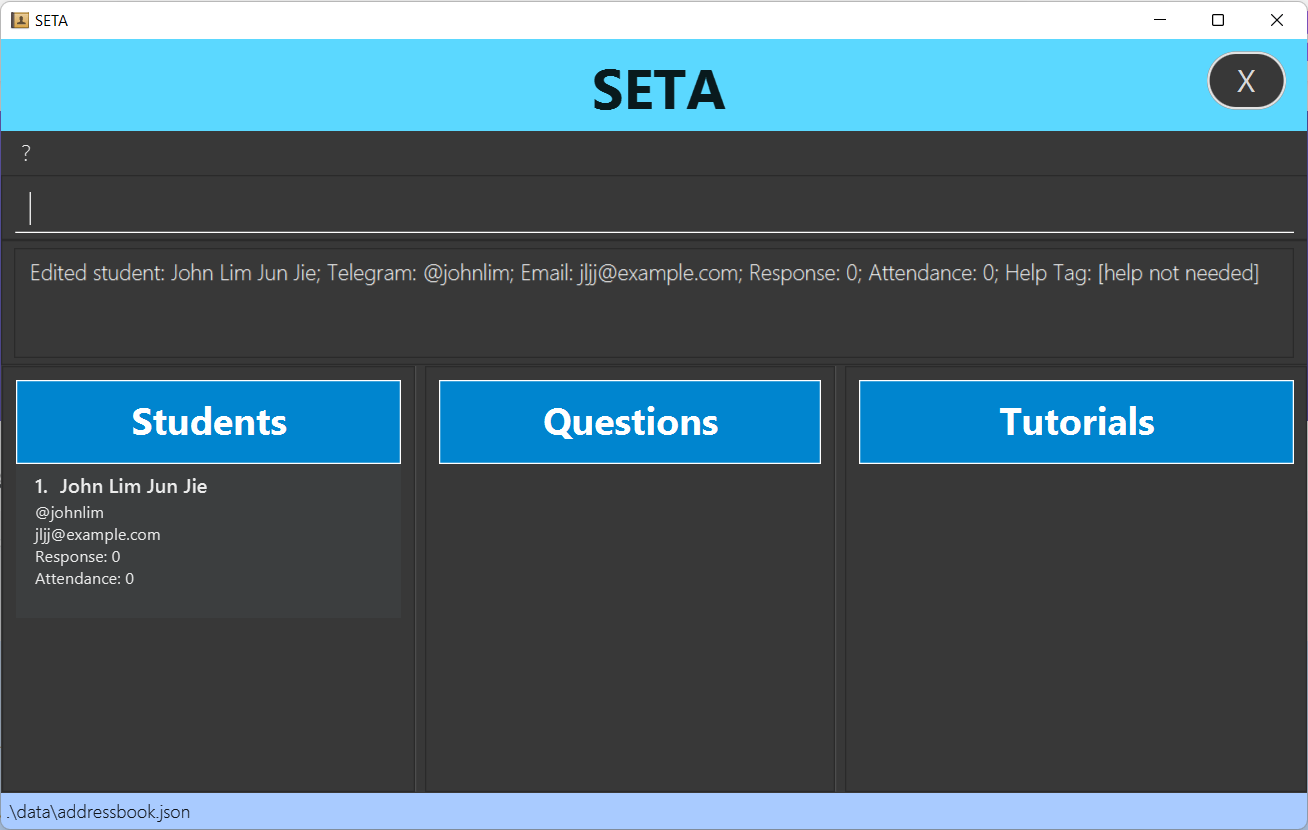 SETA
SETA
X
?
Edited student: John Lim Jun Jie; Telegram: @johnlim; Email: jljj@example.com; Response: 0; Attendance: 0; Help Tag: [help not needed]
Students
Questions
Tutorials
1. John Lim Jun Jie
@johnlim
jljj@example.com
Response: 0
Attendance: 0
.\data\addressbook.json